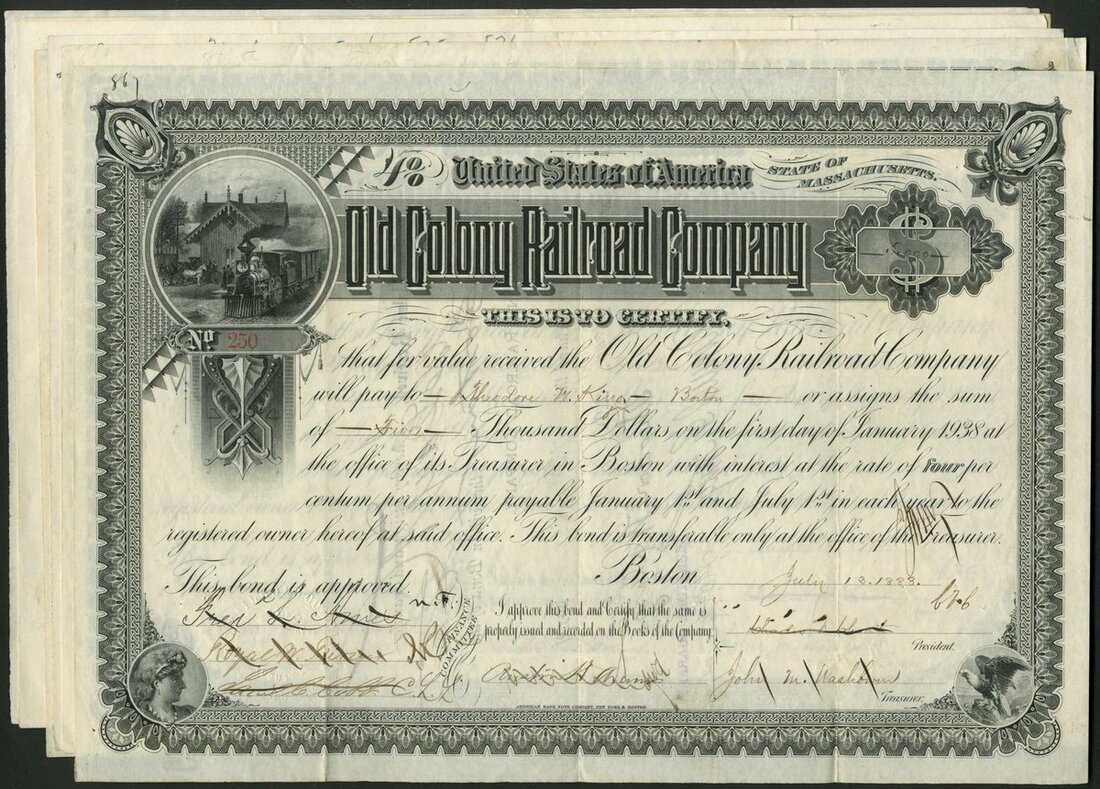 4%
United States of America
STATE OF MASSACHUSETTS.
Old Colony Railroad Company
THIS IS TO CERTIFY,
No 250
that for value received the Old Colony Railroad Company
will pay to — Theodore M. King — Boston — or assigns the sum
of — Five — Thousand Dollars on the first day of January 1938 at
the office of its Treasurer in Boston with interest at the rate of four per
centum per annum payable January 1st and July 1st in each year to the
registered owner hereof at said office. This bond is transferable only at the office of the Treasurer.
Boston July 13. 1888.
This bond is approved.
Fred L. Ames
FINANCE COMMITTEE
I approve this bond and Certify that the same is
properly issued and recorded on the Books of the Company
President.
John M. Washburn
Treasurer.
AMERICAN BANK NOTE COMPANY, NEW YORK & BOSTON.